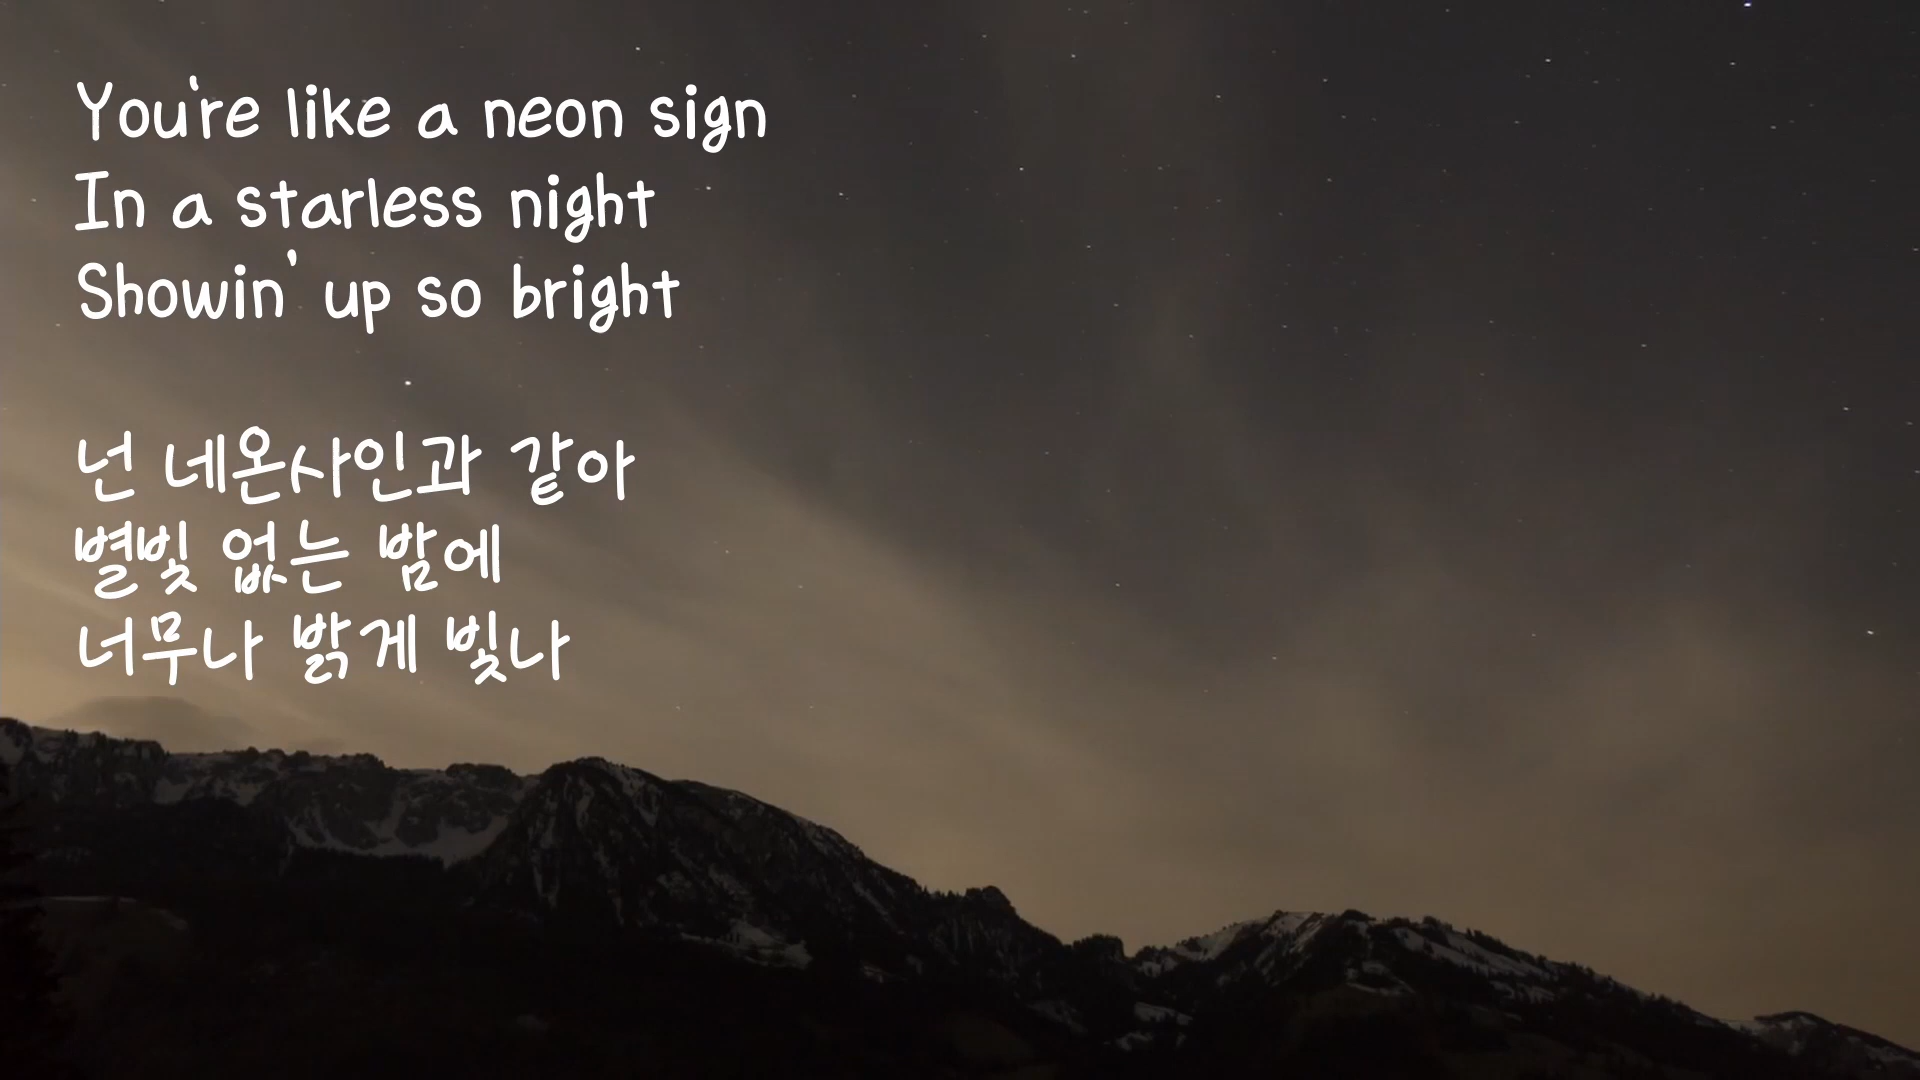 You're like a neon sign
In a starless night
Showin' up so bright
넌 네온사인과 같아
별빛 없는 밤에
너무나 밝게 빛나